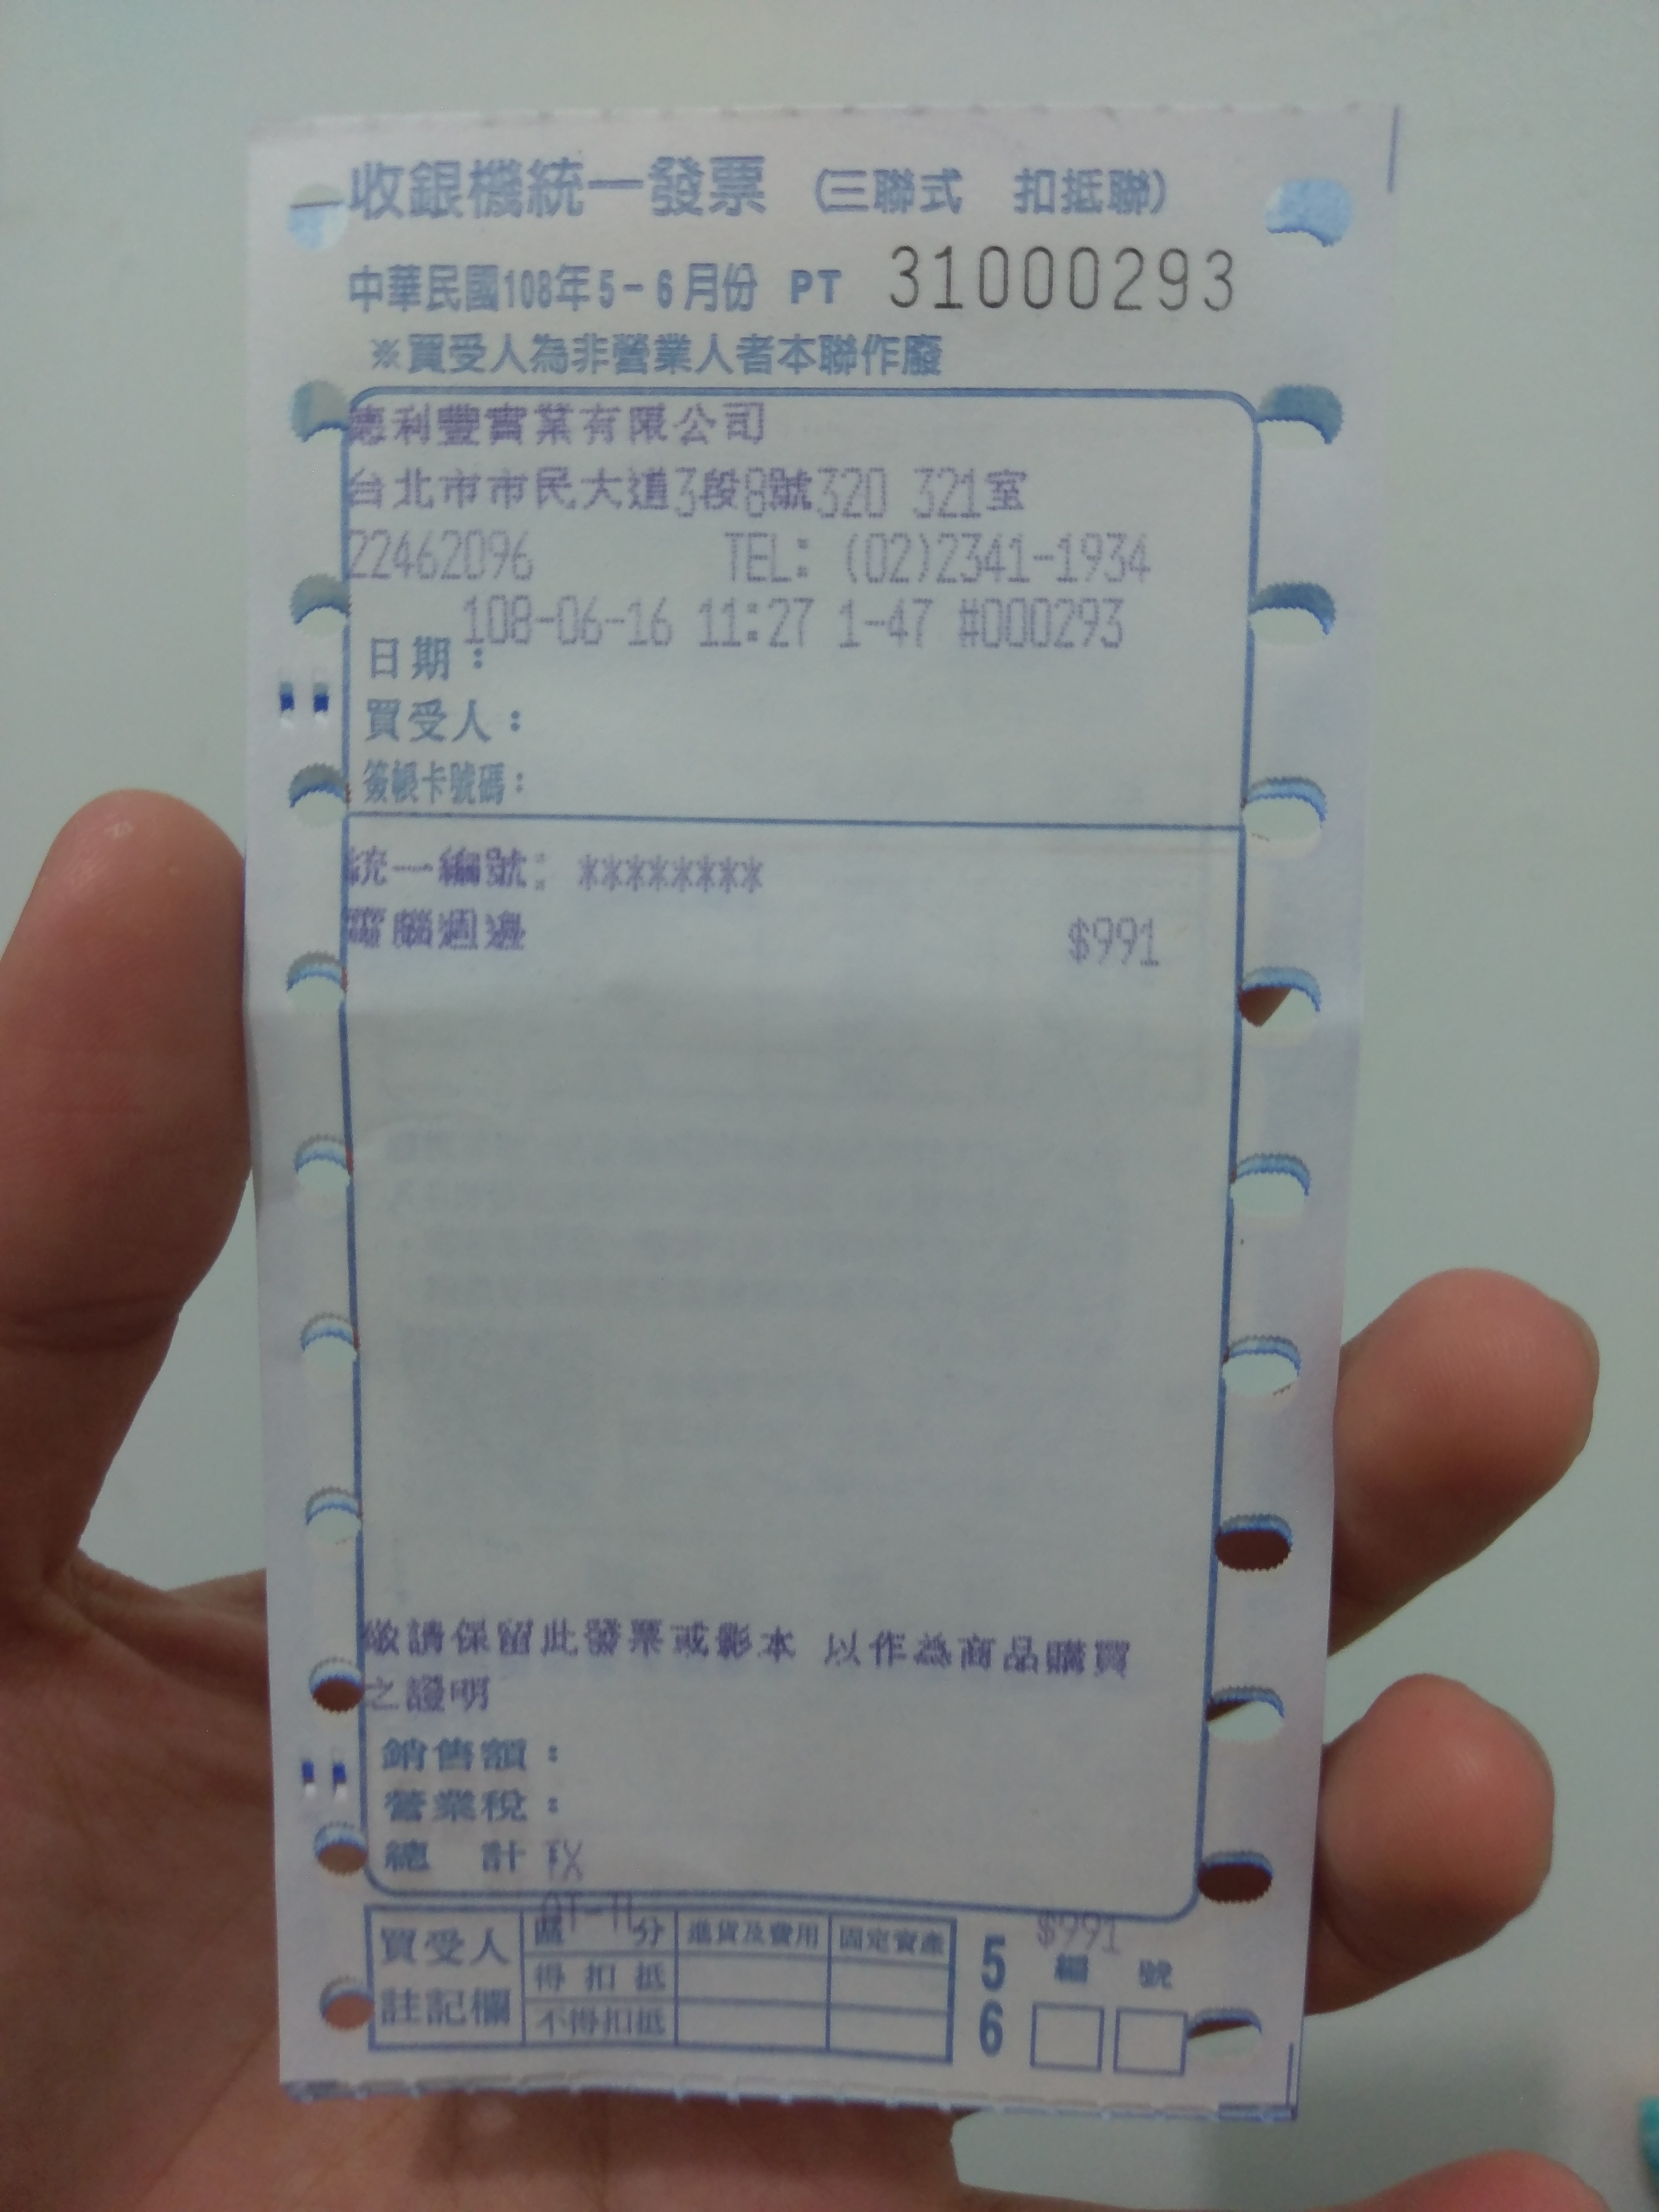 收銀機統一發票 (三聯式 扣抵聯)
中華民國108年5-6月份 PT 31000293
※買受人為非營業人者本聯作廢
德利豐實業有限公司
台北市市民大道3段8號320 321室
22462096 TEL: (02)2341-1934
108-06-16 11:27 1-47 #000293
日期:
買受人:
簽帳卡號碼:
統一編號: ********
電腦週邊 $991
敬請保留此發票或影本 以作為商品購買
之證明
銷售額:
營業稅:
總 計: TX
$991
買受人 區 分 進貨及費用 固定資產 5 編 號
註記欄 得扣抵 6
不得扣抵